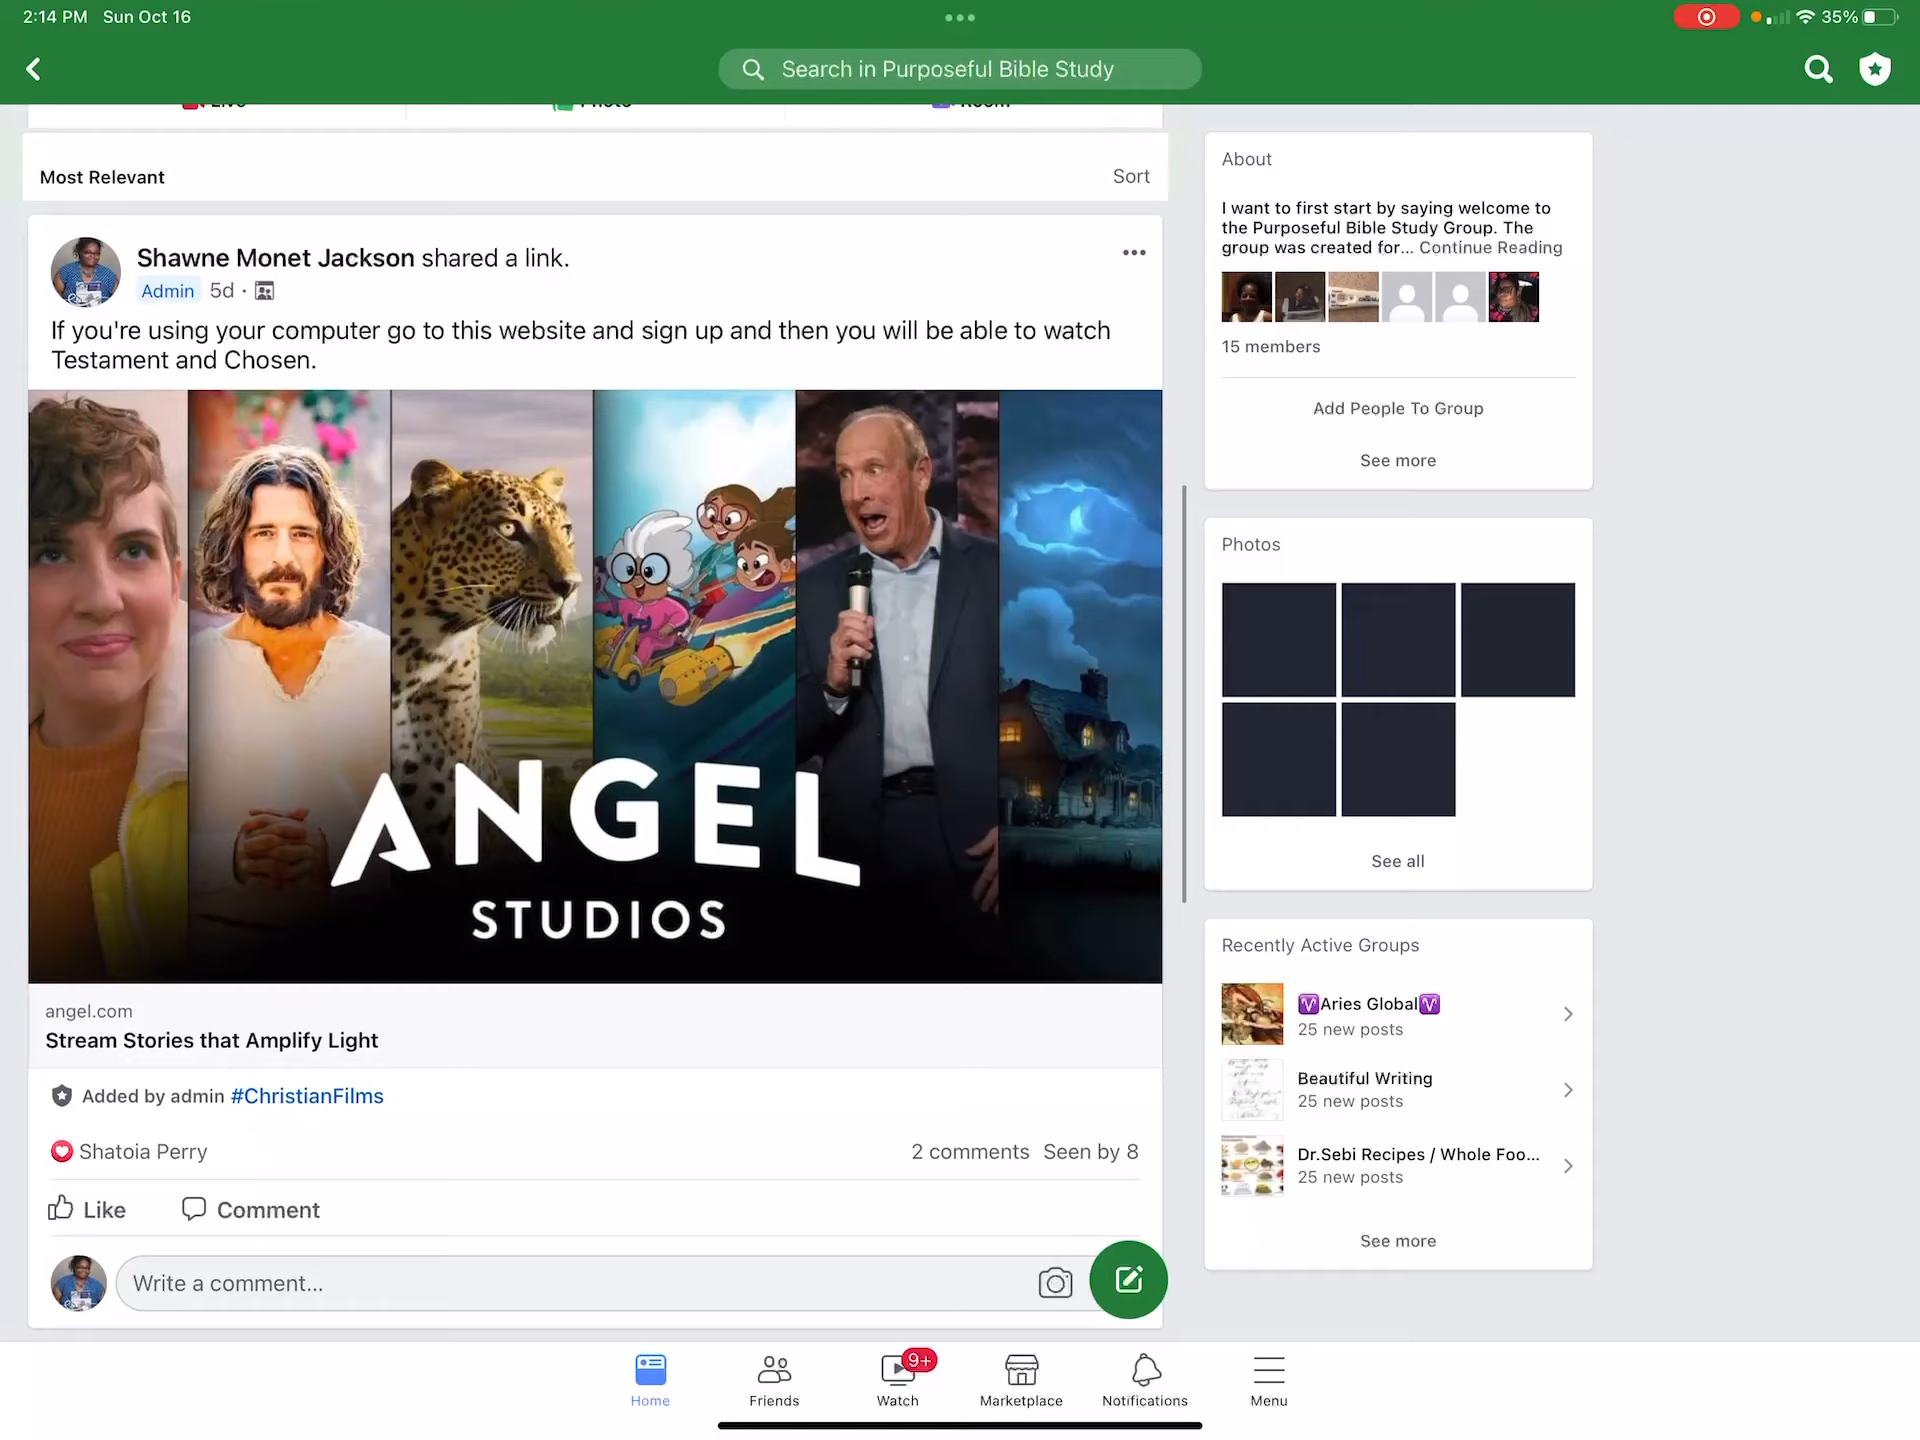 2:14 PM Sun Oct 16
35%
Search in Purposeful Bible Study
Live Photo Room
Most Relevant
Sort
Shawne Monet Jackson shared a link.
Admin 5d ·
If you're using your computer go to this website and sign up and then you will be able to watch
Testament and Chosen.
ANGEL
STUDIOS
angel.com
Stream Stories that Amplify Light
Added by admin #ChristianFilms
Shatoia Perry
2 comments Seen by 8
Like Comment
Write a comment...
About
I want to first start by saying welcome to
the Purposeful Bible Study Group. The
group was created for... Continue Reading
15 members
Add People To Group
See more
Photos
See all
Recently Active Groups
♈Aries Global♈
25 new posts
Beautiful Writing
25 new posts
Dr.Sebi Recipes / Whole Foo...
25 new posts
See more
9+
Home Friends Watch Marketplace Notifications Menu